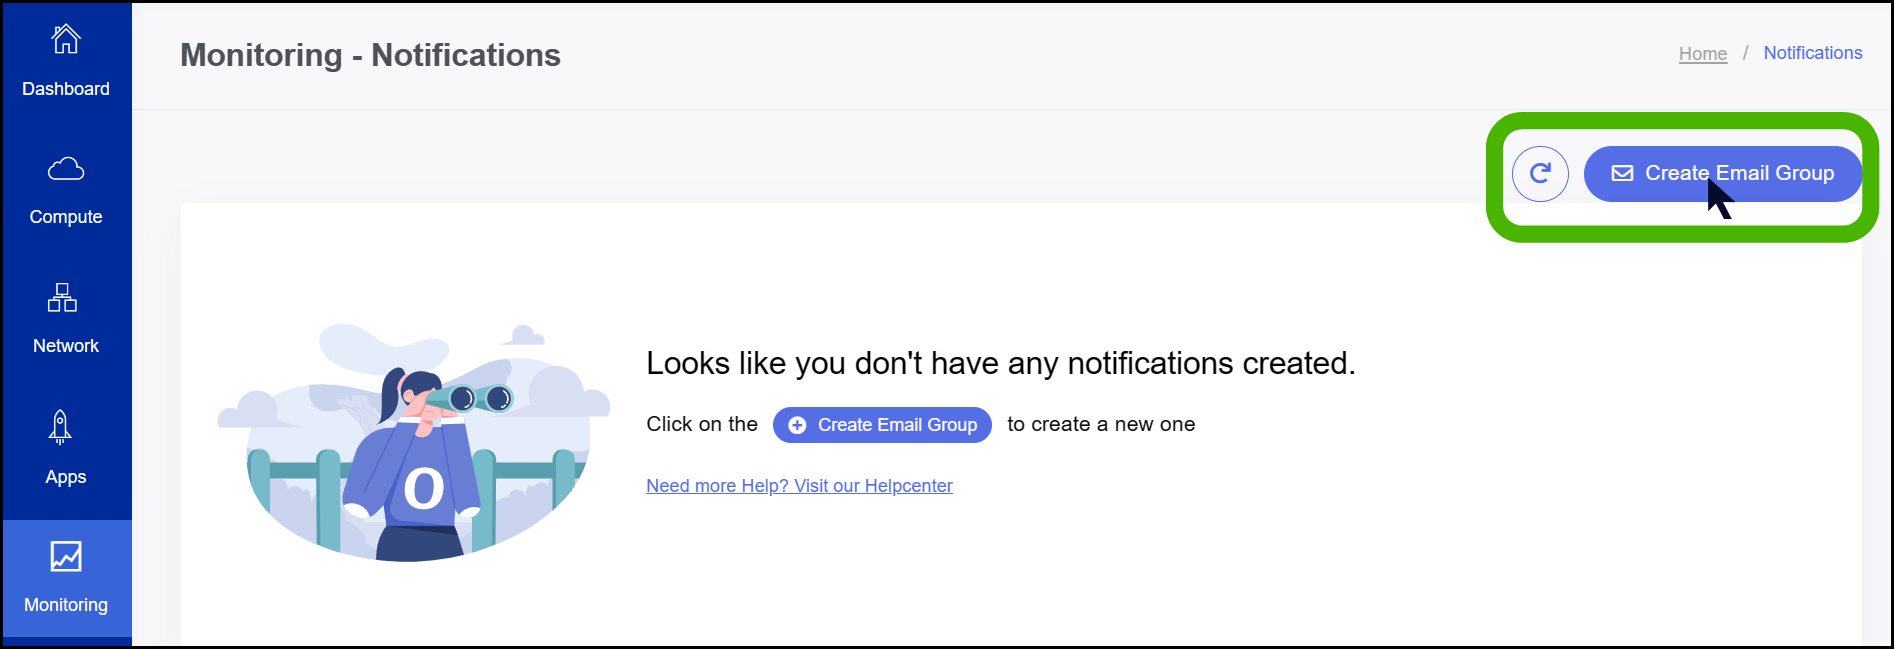 Dashboard
Compute
Network
Apps
Monitoring
Monitoring - Notifications
Home / Notifications
Create Email Group
O
Looks like you don't have any notifications created.
Click on the Create Email Group to create a new one
Need more Help? Visit our Helpcenter